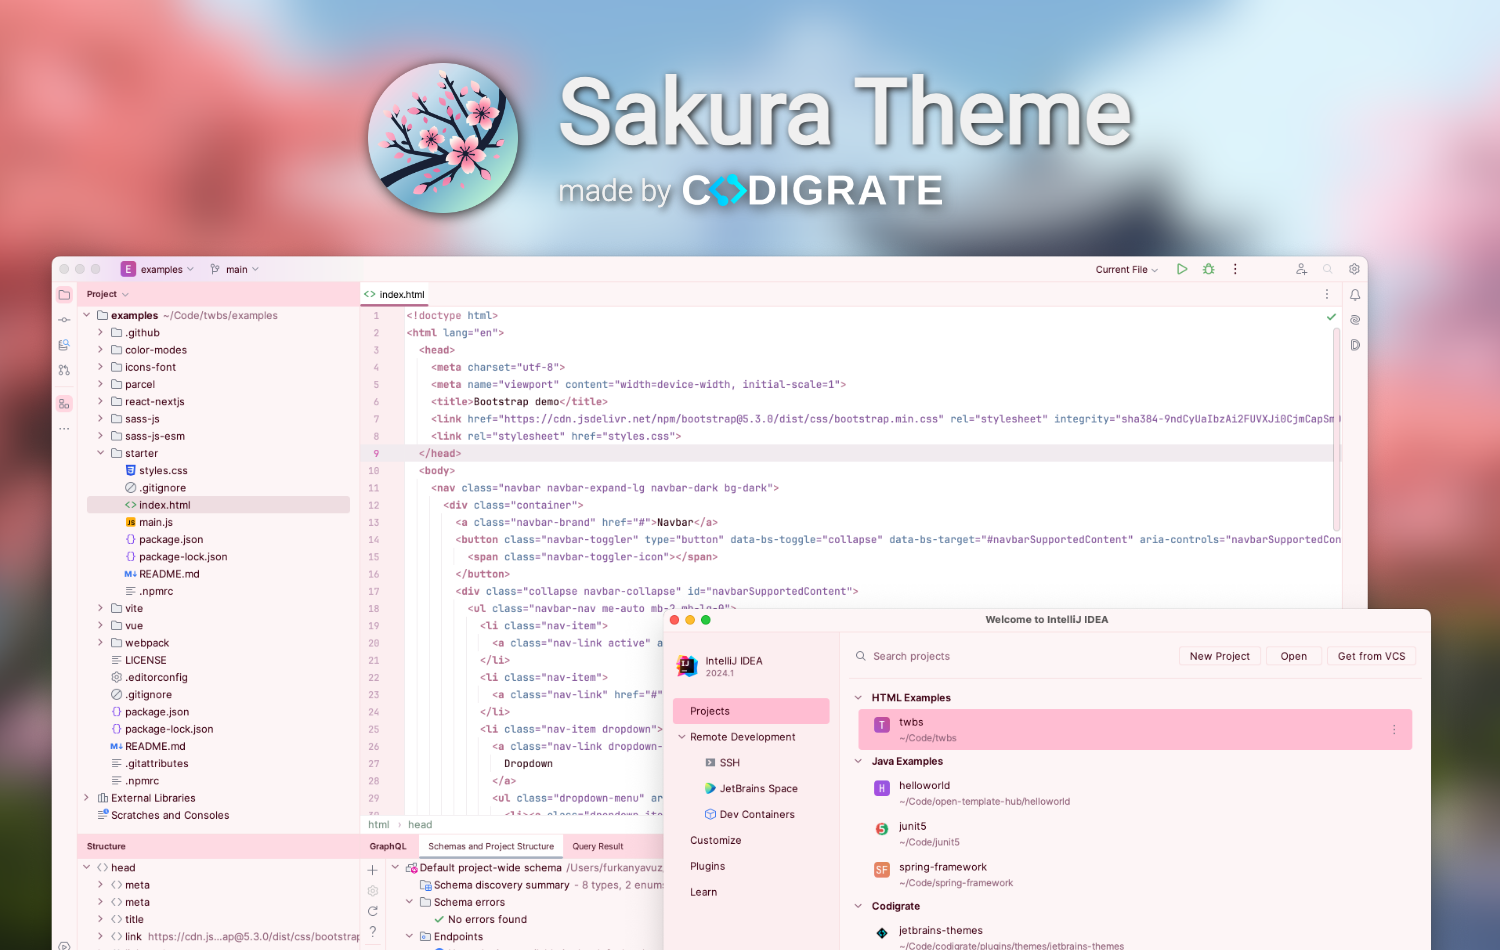 Sakura Theme
made by CODIGRATE
E examples main
Current File
Project
index.html
examples ~/Code/twbs/examples
.github
color-modes
icons-font
parcel
react-nextjs
sass-js
sass-js-esm
starter
styles.css
.gitignore
index.html
main.js
package.json
package-lock.json
README.md
.npmrc
vite
vue
webpack
LICENSE
.editorconfig
.gitignore
package.json
package-lock.json
README.md
.gitattributes
.npmrc
External Libraries
Scratches and Consoles
1 <!doctype html>
2 <html lang="en">
3 <head>
4 <meta charset="utf-8">
5 <meta name="viewport" content="width=device-width, initial-scale=1">
6 <title>Bootstrap demo</title>
7 <link href="https://cdn.jsdelivr.net/npm/bootstrap@5.3.0/dist/css/bootstrap.min.css" rel="stylesheet" integrity="sha384-9ndCyUaIbzAi2FUVXJi0CjmCapSm
8 <link rel="stylesheet" href="styles.css">
9 </head>
10 <body>
11 <nav class="navbar navbar-expand-lg navbar-dark bg-dark">
12 <div class="container">
13 <a class="navbar-brand" href="#">Navbar</a>
14 <button class="navbar-toggler" type="button" data-bs-toggle="collapse" data-bs-target="#navbarSupportedContent" aria-controls="navbarSupportedCon
15 <span class="navbar-toggler-icon"></span>
16 </button>
17 <div class="collapse navbar-collapse" id="navbarSupportedContent">
18 <ul class="navbar-nav me-auto mb-2 mb-lg-0">
19 <li class="nav-item">
20 <a class="nav-link active" a
21 </li>
22 <li class="nav-item">
23 <a class="nav-link" href="#"
24 </li>
25 <li class="nav-item dropdown">
26 <a class="nav-link dropdown-
27 Dropdown
28 </a>
29 <ul class="dropdown-menu" ar
html › head
Structure
head
meta
meta
title
link https://cdn.js...ap@5.3.0/dist/css/bootstrap
GraphQL Schemas and Project Structure Query Result
Default project-wide schema /Users/furkanyavuz
Schema discovery summary - 8 types, 2 enums
Schema errors
No errors found
Endpoints
Welcome to IntelliJ IDEA
IntelliJ IDEA
2024.1
Projects
Remote Development
SSH
JetBrains Space
Dev Containers
Customize
Plugins
Learn
Search projects
New Project Open Get from VCS
HTML Examples
T twbs
~/Code/twbs
Java Examples
H helloworld
~/Code/open-template-hub/helloworld
junit5
~/Code/junit5
SF spring-framework
~/Code/spring-framework
Codigrate
jetbrains-themes
~/Code/codigrate/plugins/themes/jetbrains-themes